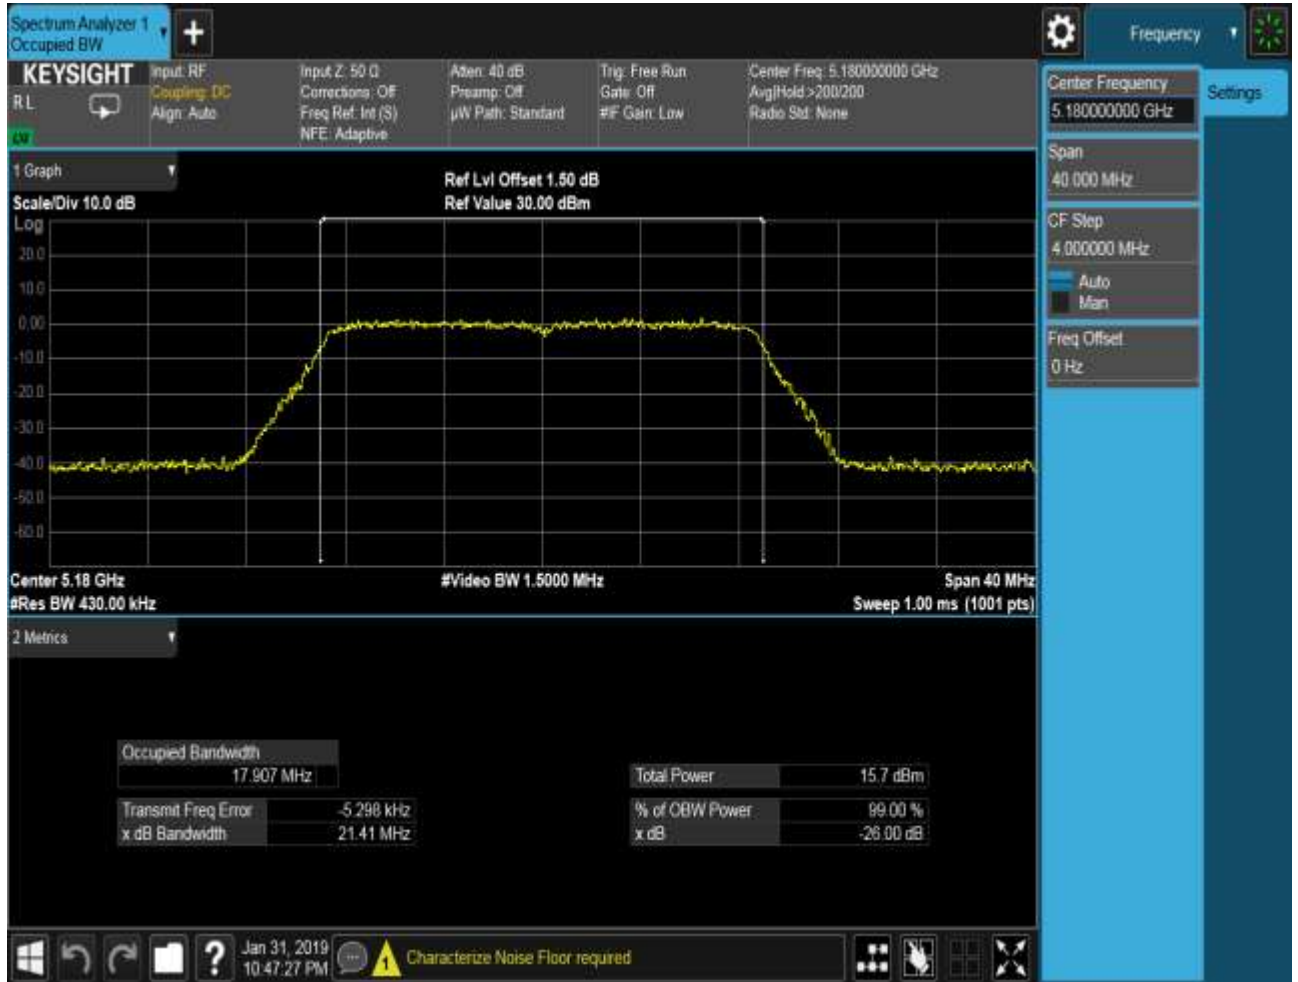 Spectrum Analyzer 1
Occupied BW
Frequency
KEYSIGHT
R L
Input: RF
Coupling: DC
Align: Auto
Input Z: 50 Ω
Corrections: Off
Freq Ref: Int (S)
NFE: Adaptive
Atten: 40 dB
Preamp: Off
µW Path: Standard
Trig: Free Run
Gate: Off
#IF Gain: Low
Center Freq: 5.180000000 GHz
Avg|Hold:>200/200
Radio Std: None
Center Frequency
5.180000000 GHz
Settings
Span
40.000 MHz
CF Step
4.000000 MHz
Auto
Man
Freq Offset
0 Hz
1 Graph
Scale/Div 10.0 dB
Ref Lvl Offset 1.50 dB
Ref Value 30.00 dBm
Log
20.0
10.0
0.00
-10.0
-20.0
-30.0
-40.0
-50.0
-60.0
Center 5.18 GHz
#Video BW 1.5000 MHz
Span 40 MHz
#Res BW 430.00 kHz
Sweep 1.00 ms (1001 pts)
2 Metrics
Occupied Bandwidth
17.907 MHz
Total Power 15.7 dBm
Transmit Freq Error -5.298 kHz
% of OBW Power 99.00 %
x dB Bandwidth 21.41 MHz
x dB -26.00 dB
Jan 31, 2019
10:47:27 PM
1
Characterize Noise Floor required